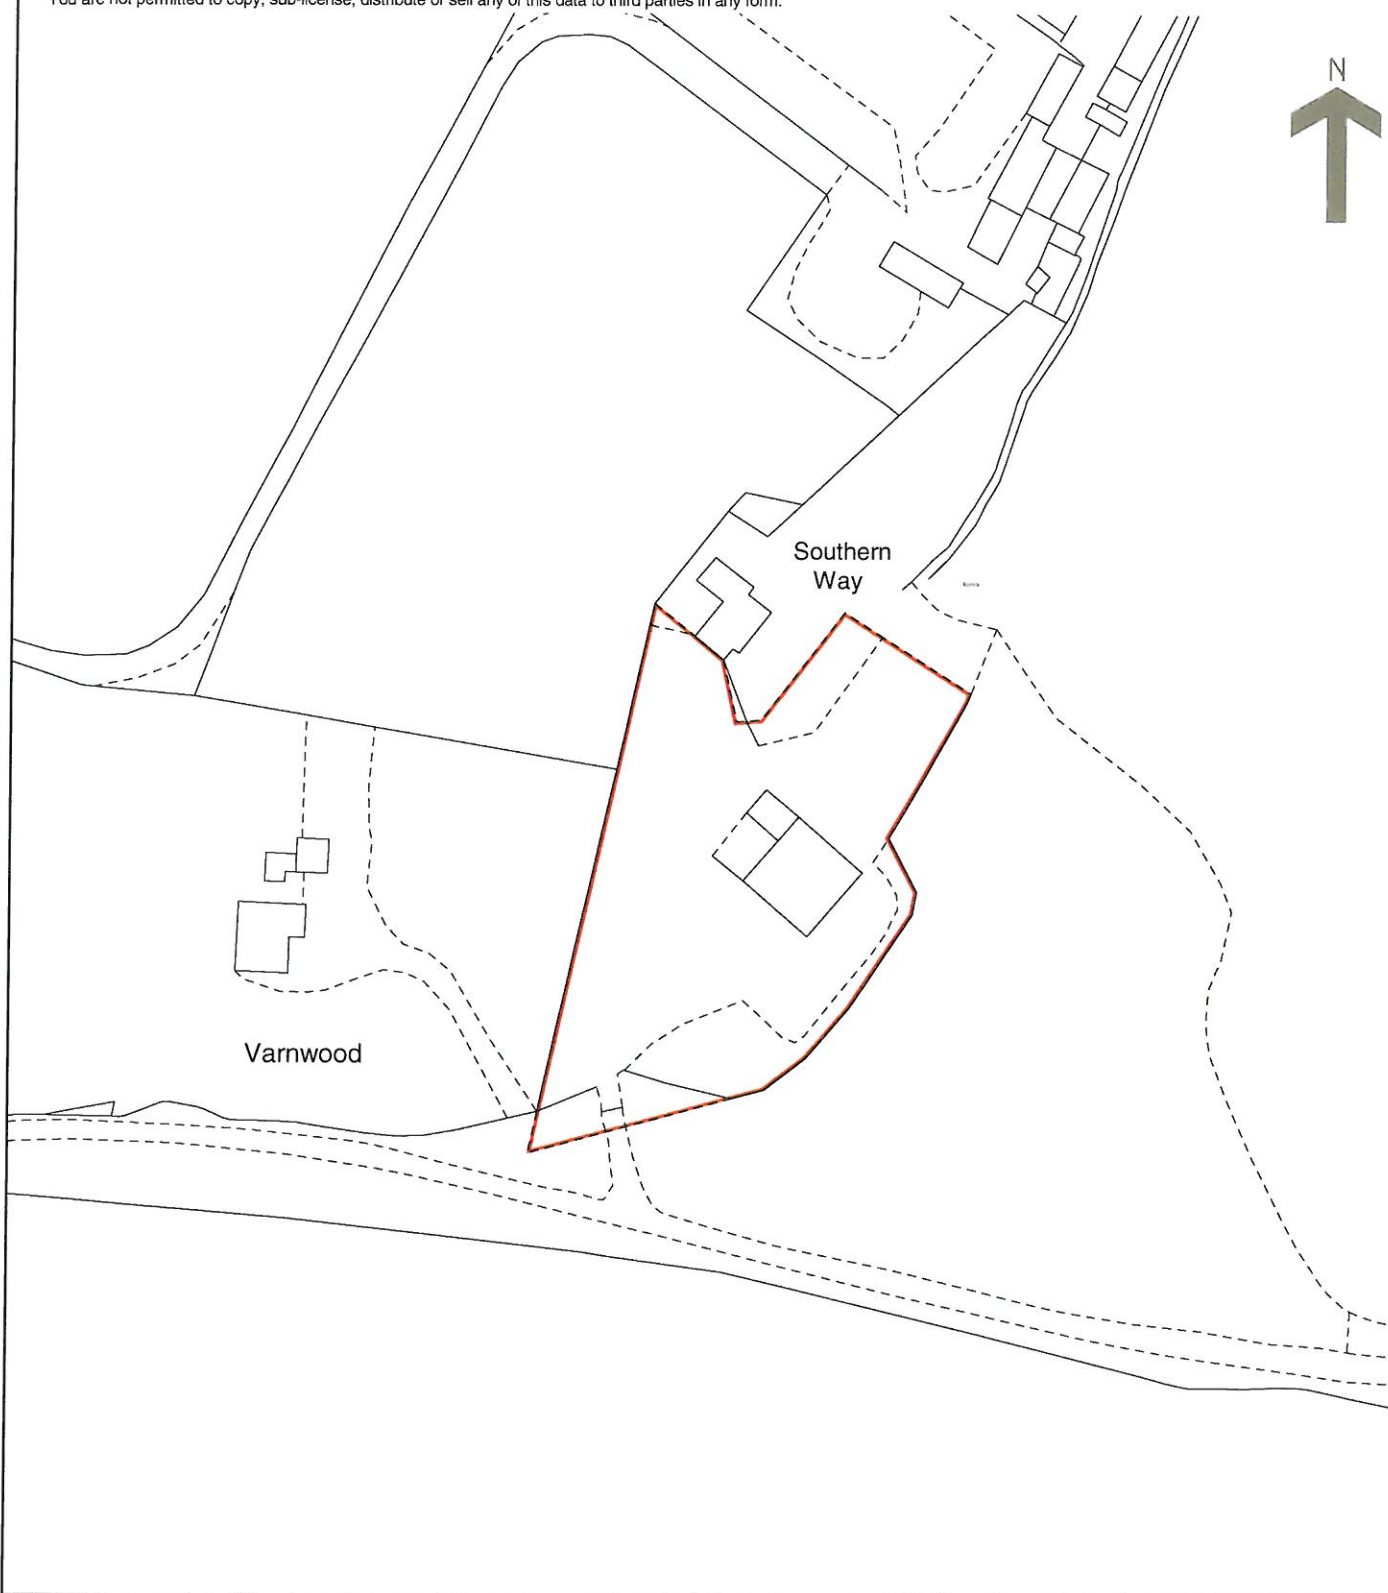 You are not permitted to copy, sub-license, distribute or sell any of this data to third parties in any form.
N
Southern
Way
Varnwood